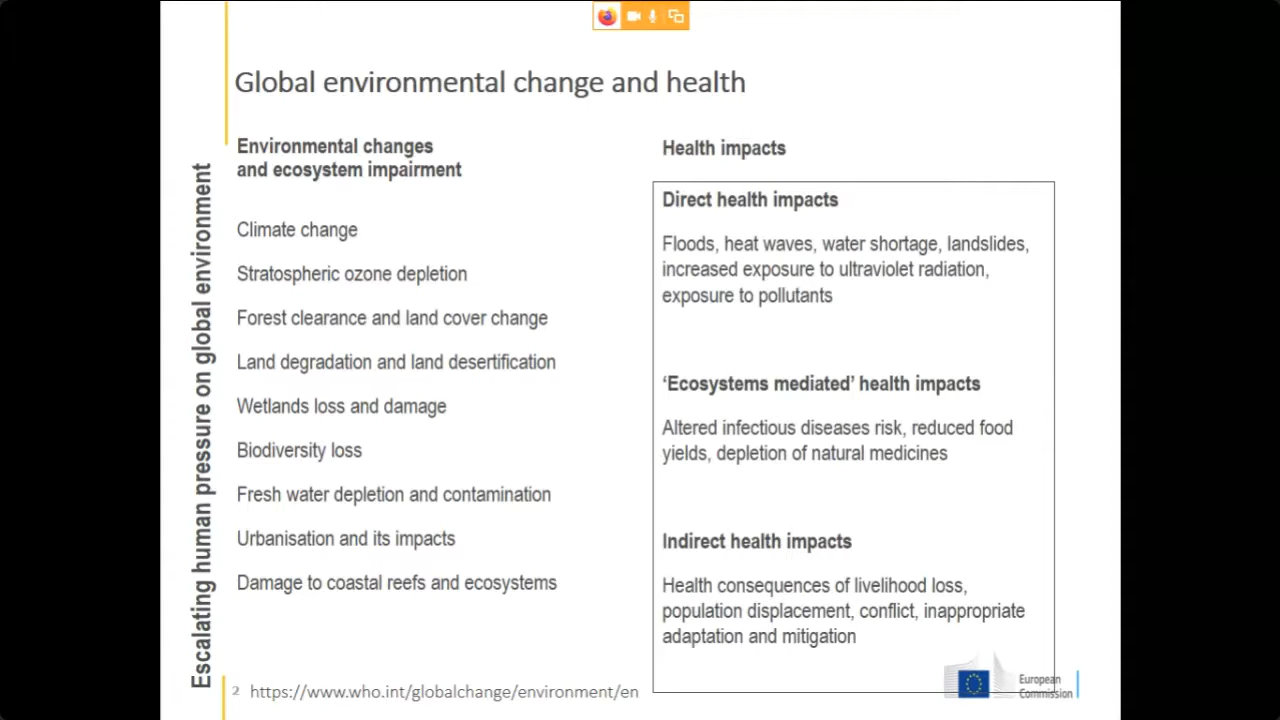 Global environmental change and health
Escalating human pressure on global environment
Environmental changes
and ecosystem impairment
Climate change
Stratospheric ozone depletion
Forest clearance and land cover change
Land degradation and land desertification
Wetlands loss and damage
Biodiversity loss
Fresh water depletion and contamination
Urbanisation and its impacts
Damage to coastal reefs and ecosystems
Health impacts
Direct health impacts
Floods, heat waves, water shortage, landslides,
increased exposure to ultraviolet radiation,
exposure to pollutants
‘Ecosystems mediated’ health impacts
Altered infectious diseases risk, reduced food
yields, depletion of natural medicines
Indirect health impacts
Health consequences of livelihood loss,
population displacement, conflict, inappropriate
adaptation and mitigation
2 https://www.who.int/globalchange/environment/en
European
Commission